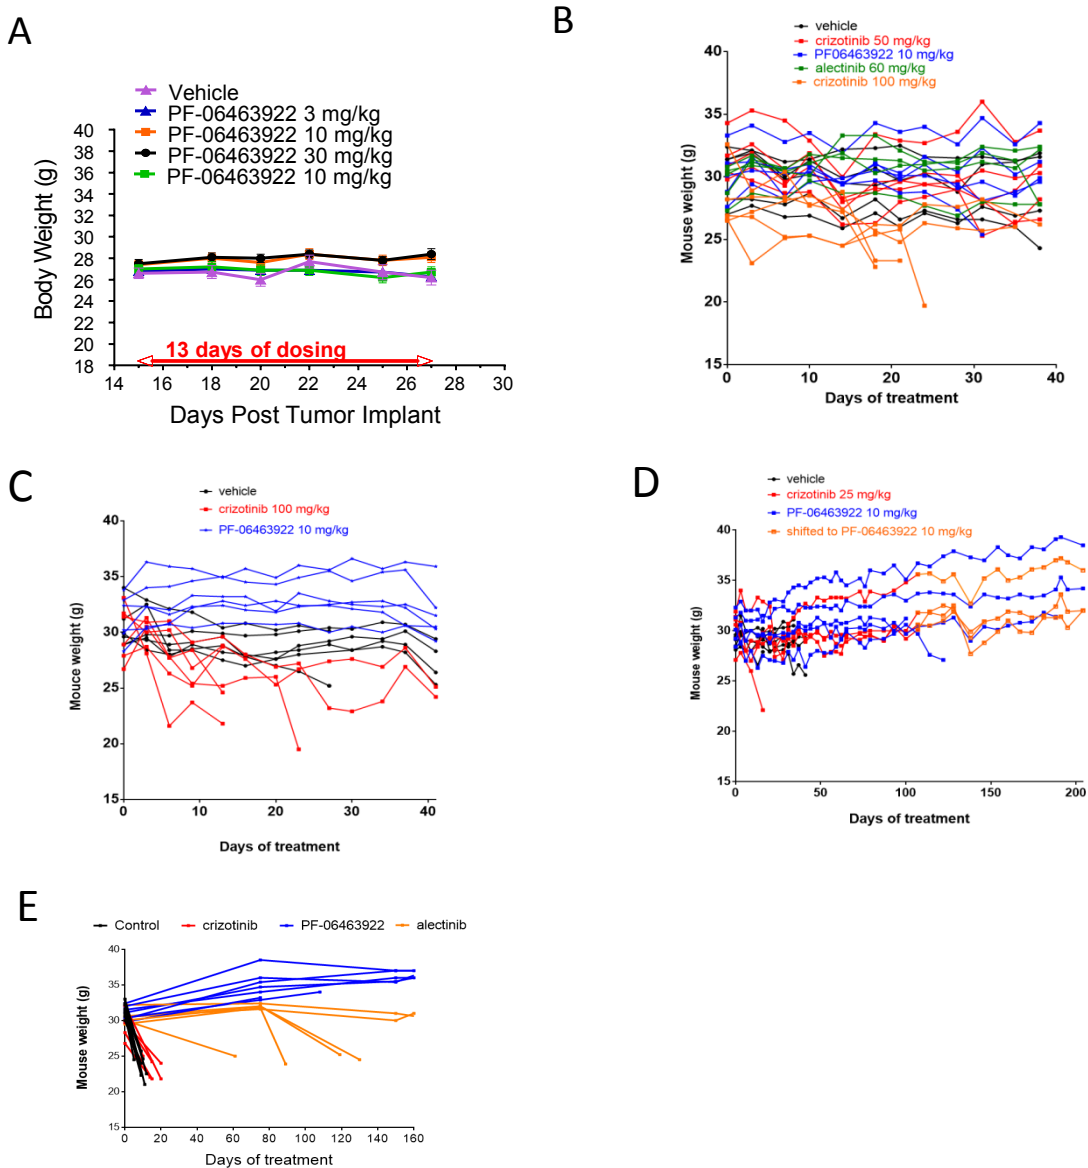 A
Vehicle
PF-06463922 3 mg/kg
PF-06463922 10 mg/kg
PF-06463922 30 mg/kg
PF-06463922 10 mg/kg
Body Weight (g)
40
38
36
34
32
30
28
26
24
22
20
18
13 days of dosing
14 16 18 20 22 24 26 28 30
Days Post Tumor Implant
B
vehicle
crizotinib 50 mg/kg
PF06463922 10 mg/kg
alectinib 60 mg/kg
crizotinib 100 mg/kg
Mouse weight (g)
40
35
30
25
20
15
0 10 20 30 40
Days of treatment
C
vehicle
crizotinib 100 mg/kg
PF-06463922 10 mg/kg
Mouce weight (g)
40
35
30
25
20
15
0 10 20 30 40
Days of treatment
D
vehicle
crizotinib 25 mg/kg
PF-06463922 10 mg/kg
shifted to PF-06463922 10 mg/kg
Mouse weight (g)
40
35
30
25
20
15
0 50 100 150 200
Days of treatment
E
Control crizotinib PF-06463922 alectinib
Mouse weight (g)
40
35
30
25
20
15
0 20 40 60 80 100 120 140 160
Days of treatment